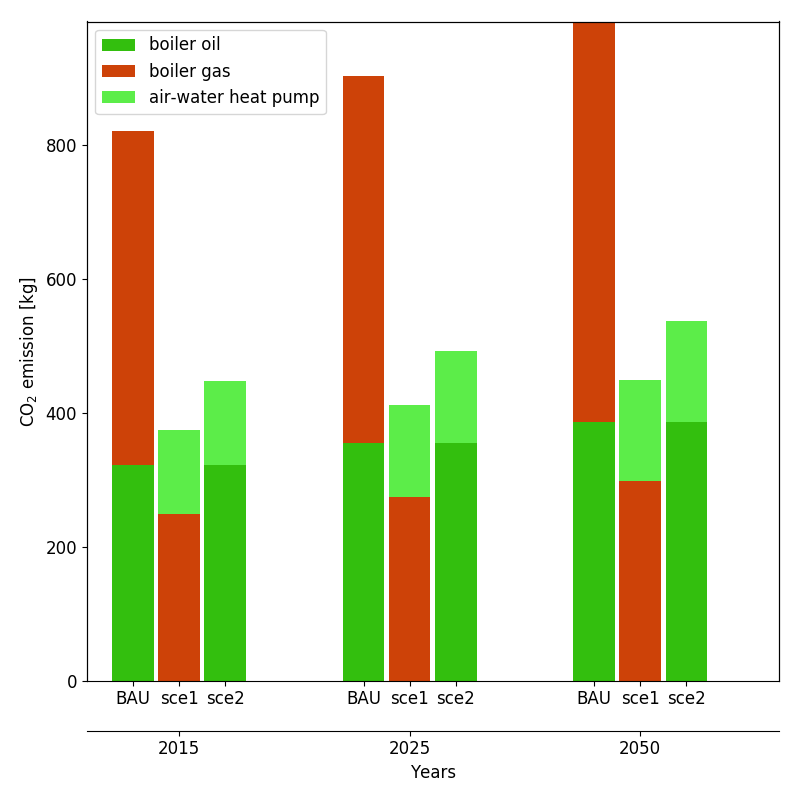 boiler oil
boiler gas
air-water heat pump
800
600
400
200
0
CO₂ emission [kg]
BAU sce1 sce2 BAU sce1 sce2 BAU sce1 sce2
2015 2025 2050
Years